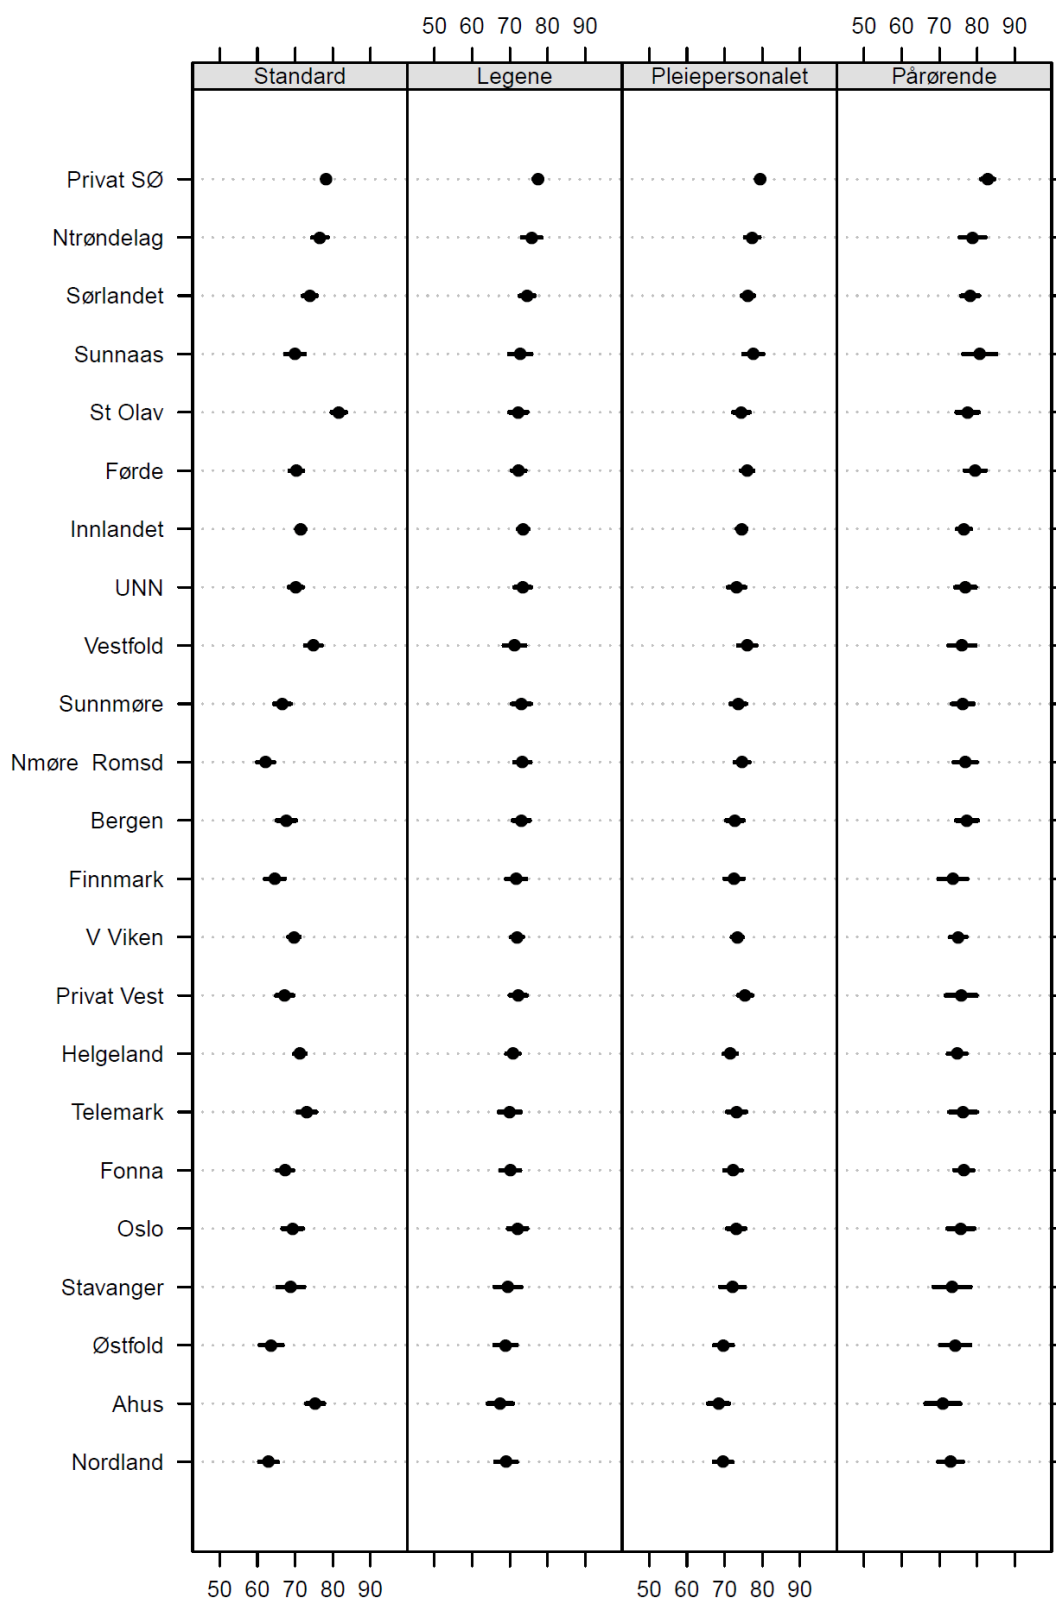 50 60 70 80 90 50 60 70 80 90
Standard Legene Pleiepersonalet Pårørende
Privat SØ
Ntrøndelag
Sørlandet
Sunnaas
St Olav
Førde
Innlandet
UNN
Vestfold
Sunnmøre
Nmøre Romsd
Bergen
Finnmark
V Viken
Privat Vest
Helgeland
Telemark
Fonna
Oslo
Stavanger
Østfold
Ahus
Nordland
50 60 70 80 90 50 60 70 80 90